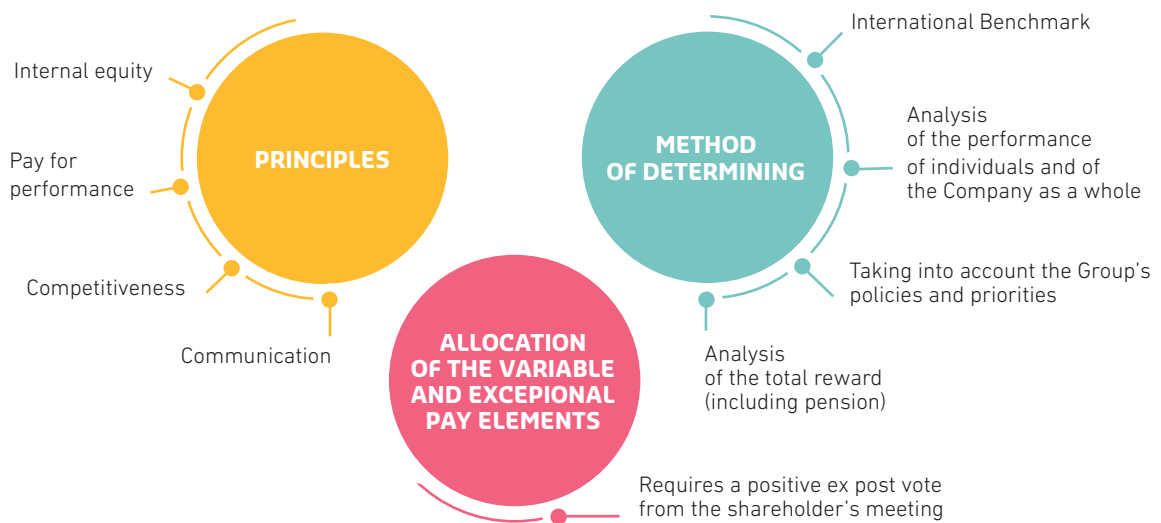 PRINCIPLES
Internal equity
Pay for
performance
Competitiveness
Communication
METHOD
OF DETERMINING
International Benchmark
Analysis
of the performance
of individuals and of
the Company as a whole
Taking into account the Group’s
policies and priorities
Analysis
of the total reward
(including pension)
ALLOCATION
OF THE VARIABLE
AND EXCEPIONAL
PAY ELEMENTS
Requires a positive ex post vote
from the shareholder’s meeting